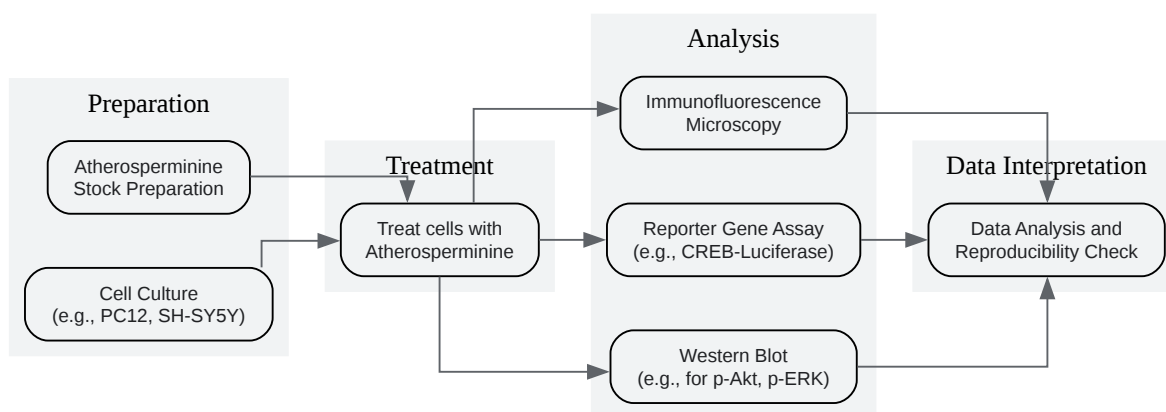 Preparation
Atherosperminine
Stock Preparation
Cell Culture
(e.g., PC12, SH-SY5Y)
Treatment
Treat cells with
Atherosperminine
Analysis
Immunofluorescence
Microscopy
Reporter Gene Assay
(e.g., CREB-Luciferase)
Western Blot
(e.g., for p-Akt, p-ERK)
Data Interpretation
Data Analysis and
Reproducibility Check